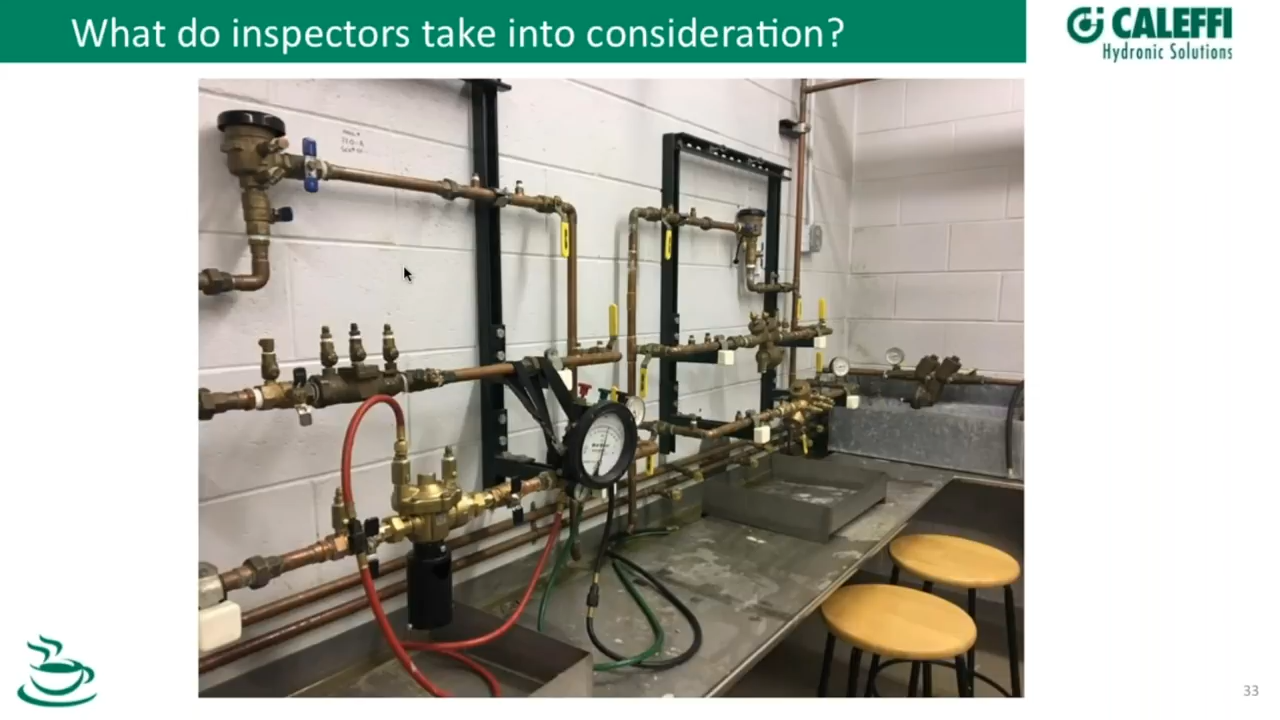 What do inspectors take into consideration?
CALEFFI
Hydronic Solutions
33